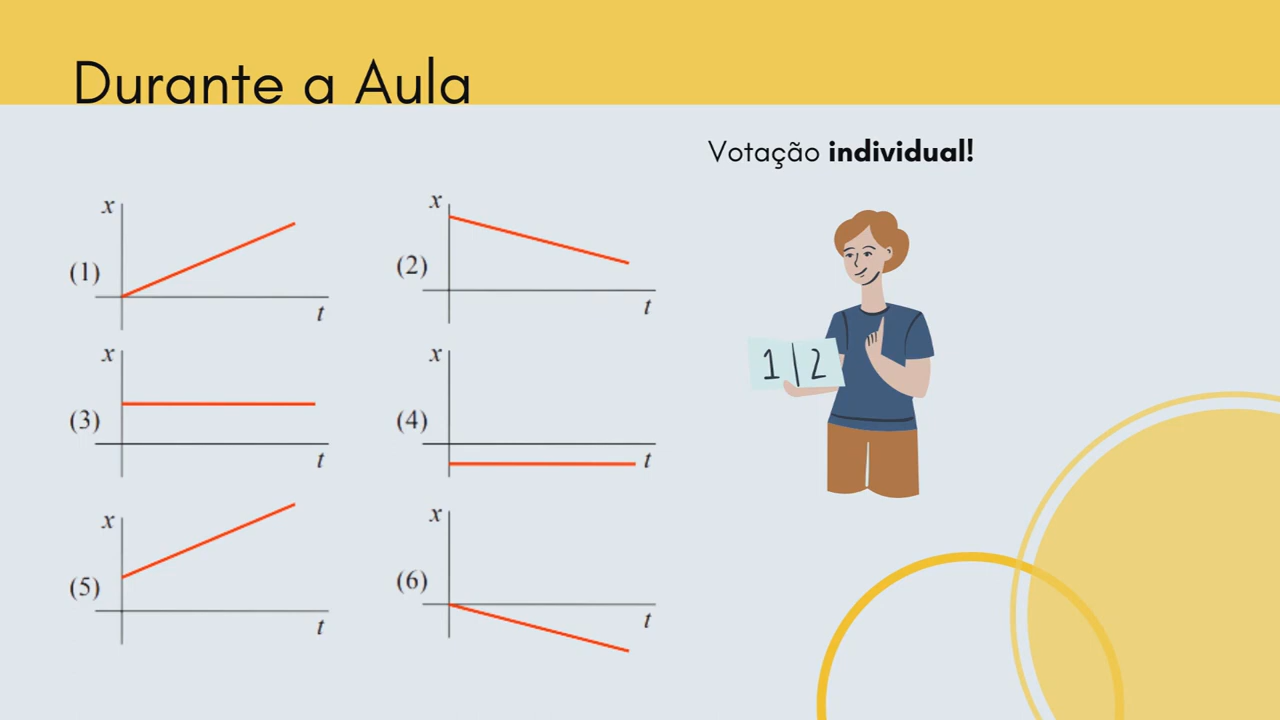 Durante a Aula
Votação individual!
x
(1)
t
x
(2)
t
x
(3)
t
x
(4)
t
x
(5)
t
x
(6)
t
1|2